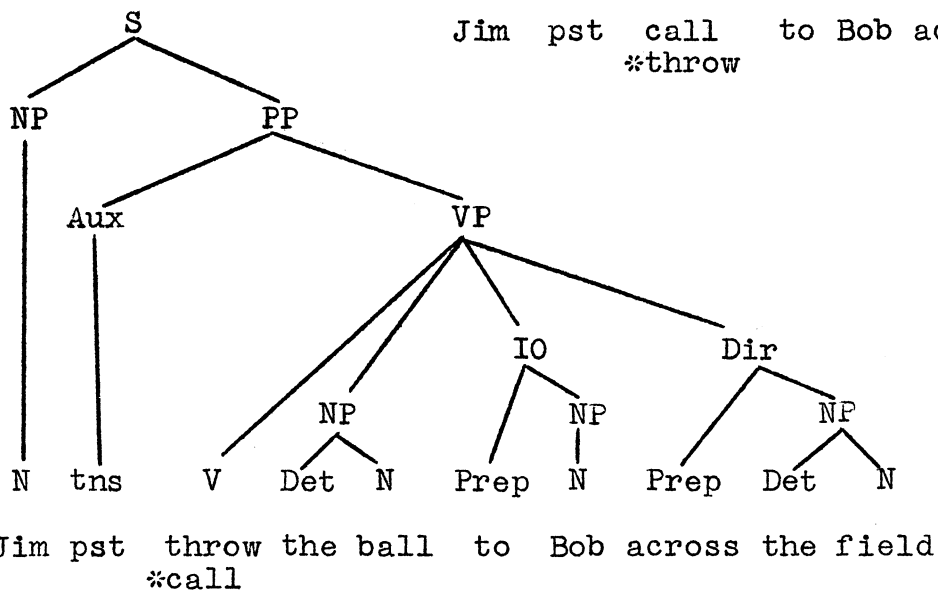 S
Jim pst call to Bob
*throw
NP PP
Aux VP
IO Dir
NP NP NP
N tns V Det N Prep N Prep Det N
Jim pst throw the ball to Bob across the field
*call